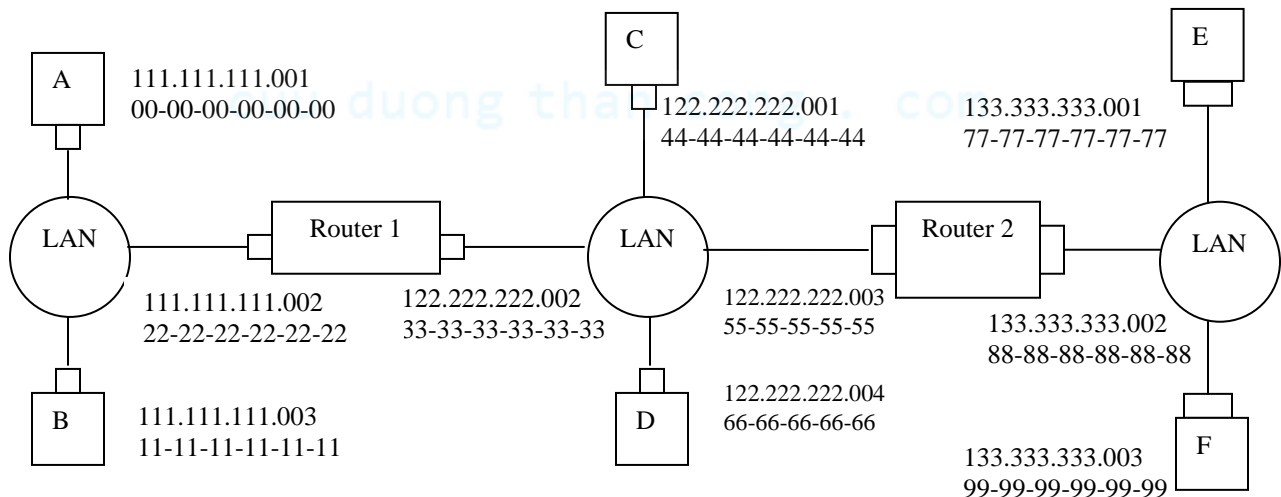 A
111.111.111.001
00-00-00-00-00-00
C
122.222.222.001
44-44-44-44-44-44
E
133.333.333.001
77-77-77-77-77-77
cuu duong than cong . com
LAN
Router 1
LAN
Router 2
LAN
111.111.111.002
22-22-22-22-22-22
122.222.222.002
33-33-33-33-33-33
122.222.222.003
55-55-55-55-55
133.333.333.002
88-88-88-88-88-88
B
111.111.111.003
11-11-11-11-11-11
D
122.222.222.004
66-66-66-66-66
F
133.333.333.003
99-99-99-99-99-99